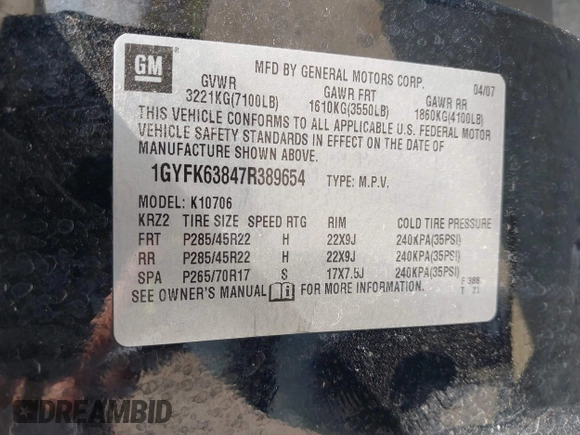 GM
MFD BY GENERAL MOTORS CORP. 04/07
GVWR GAWR FRT GAWR RR
3221KG(7100LB) 1610KG(3550LB) 1860KG(4100LB)
THIS VEHICLE CONFORMS TO ALL APPLICABLE U.S. FEDERAL MOTOR
VEHICLE SAFETY STANDARDS IN EFFECT ON THE DATE OF
MANUFACTURE SHOWN ABOVE.
1GYFK63847R389654 TYPE: M.P.V.
MODEL: K10706
KRZ2 TIRE SIZE SPEED RTG RIM COLD TIRE PRESSURE
FRT P285/45R22 H 22X9J 240KPA(35PSI)
RR P285/45R22 H 22X9J 240KPA(35PSI)
SPA P265/70R17 S 17X7.5J 240KPA(35PSI)
SEE OWNER'S MANUAL FOR MORE INFORMATION. T 21
DREAMBID